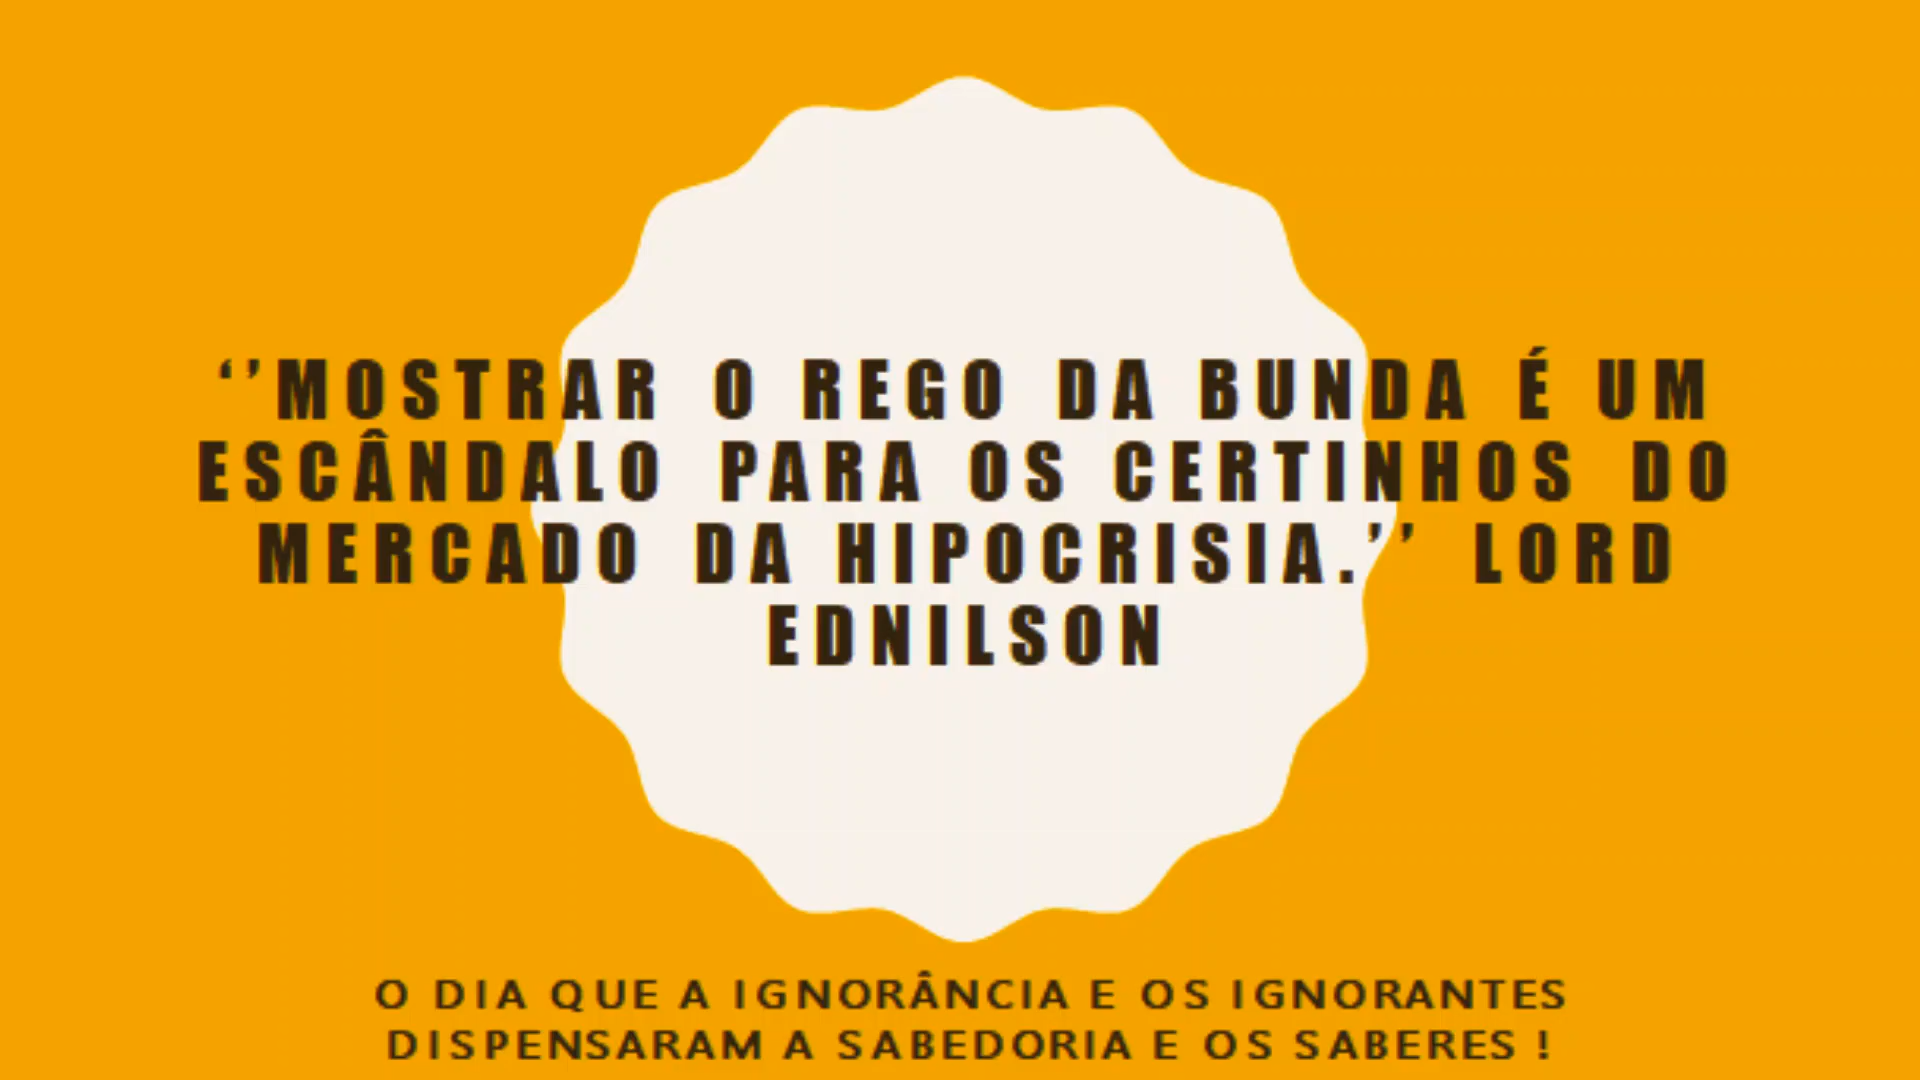 ‘’MOSTRAR O REGO DA BUNDA É UM
ESCÂNDALO PARA OS CERTINHOS DO
MERCADO DA HIPOCRISIA.’’ LORD
EDNILSON
O DIA QUE A IGNORÂNCIA E OS IGNORANTES
DISPENSARAM A SABEDORIA E OS SABERES !